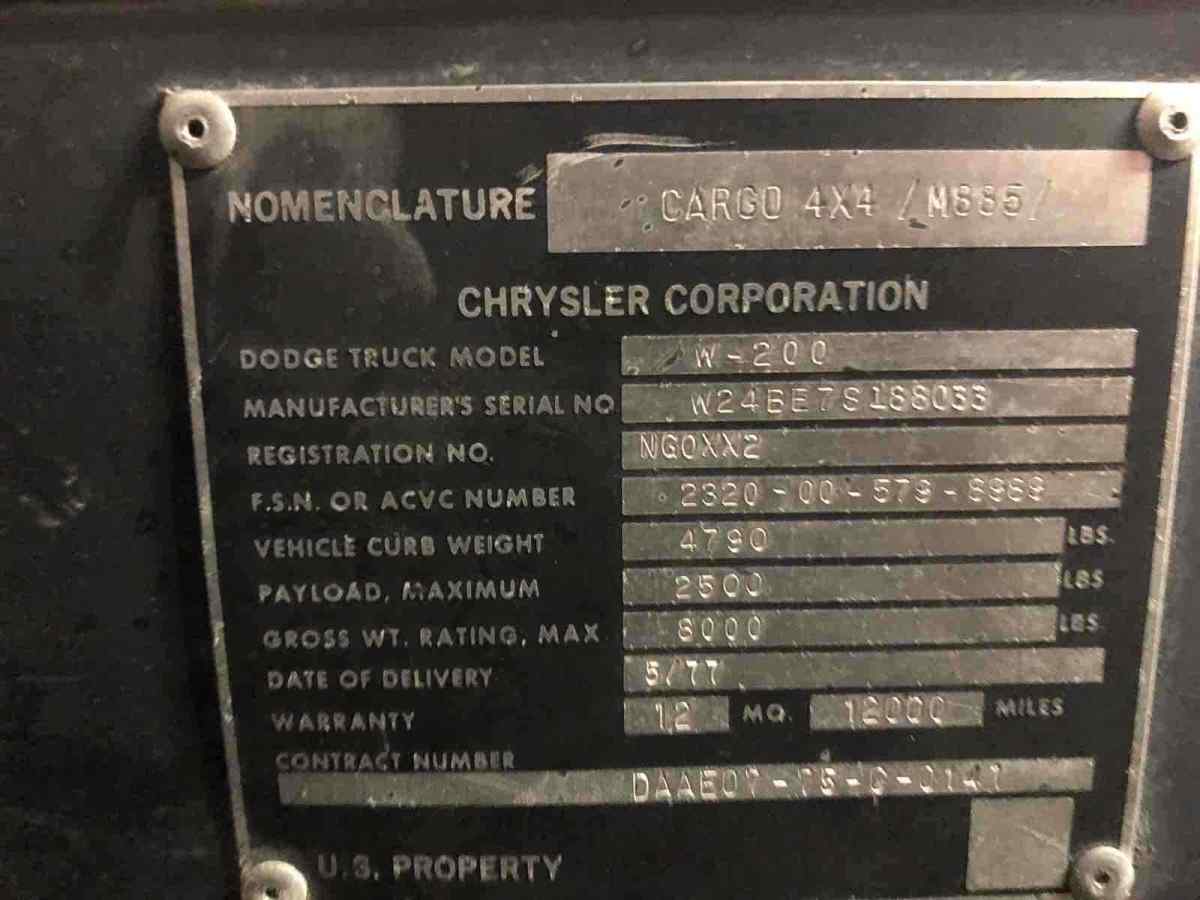 NOMENCLATURE CARGO 4X4 /M885/
CHRYSLER CORPORATION
DODGE TRUCK MODEL W-200
MANUFACTURER'S SERIAL NO W24BE7S188033
REGISTRATION NO. NG0XX2
F.S.N. OR ACVC NUMBER 2320-00-579-8989
VEHICLE CURB WEIGHT 4790 LBS.
PAYLOAD, MAXIMUM 2500 LBS
GROSS WT. RATING, MAX 8000 LBS
DATE OF DELIVERY 5/77
WARRANTY 12 MO. 12000 MILES
CONTRACT NUMBER
U.S. PROPERTY